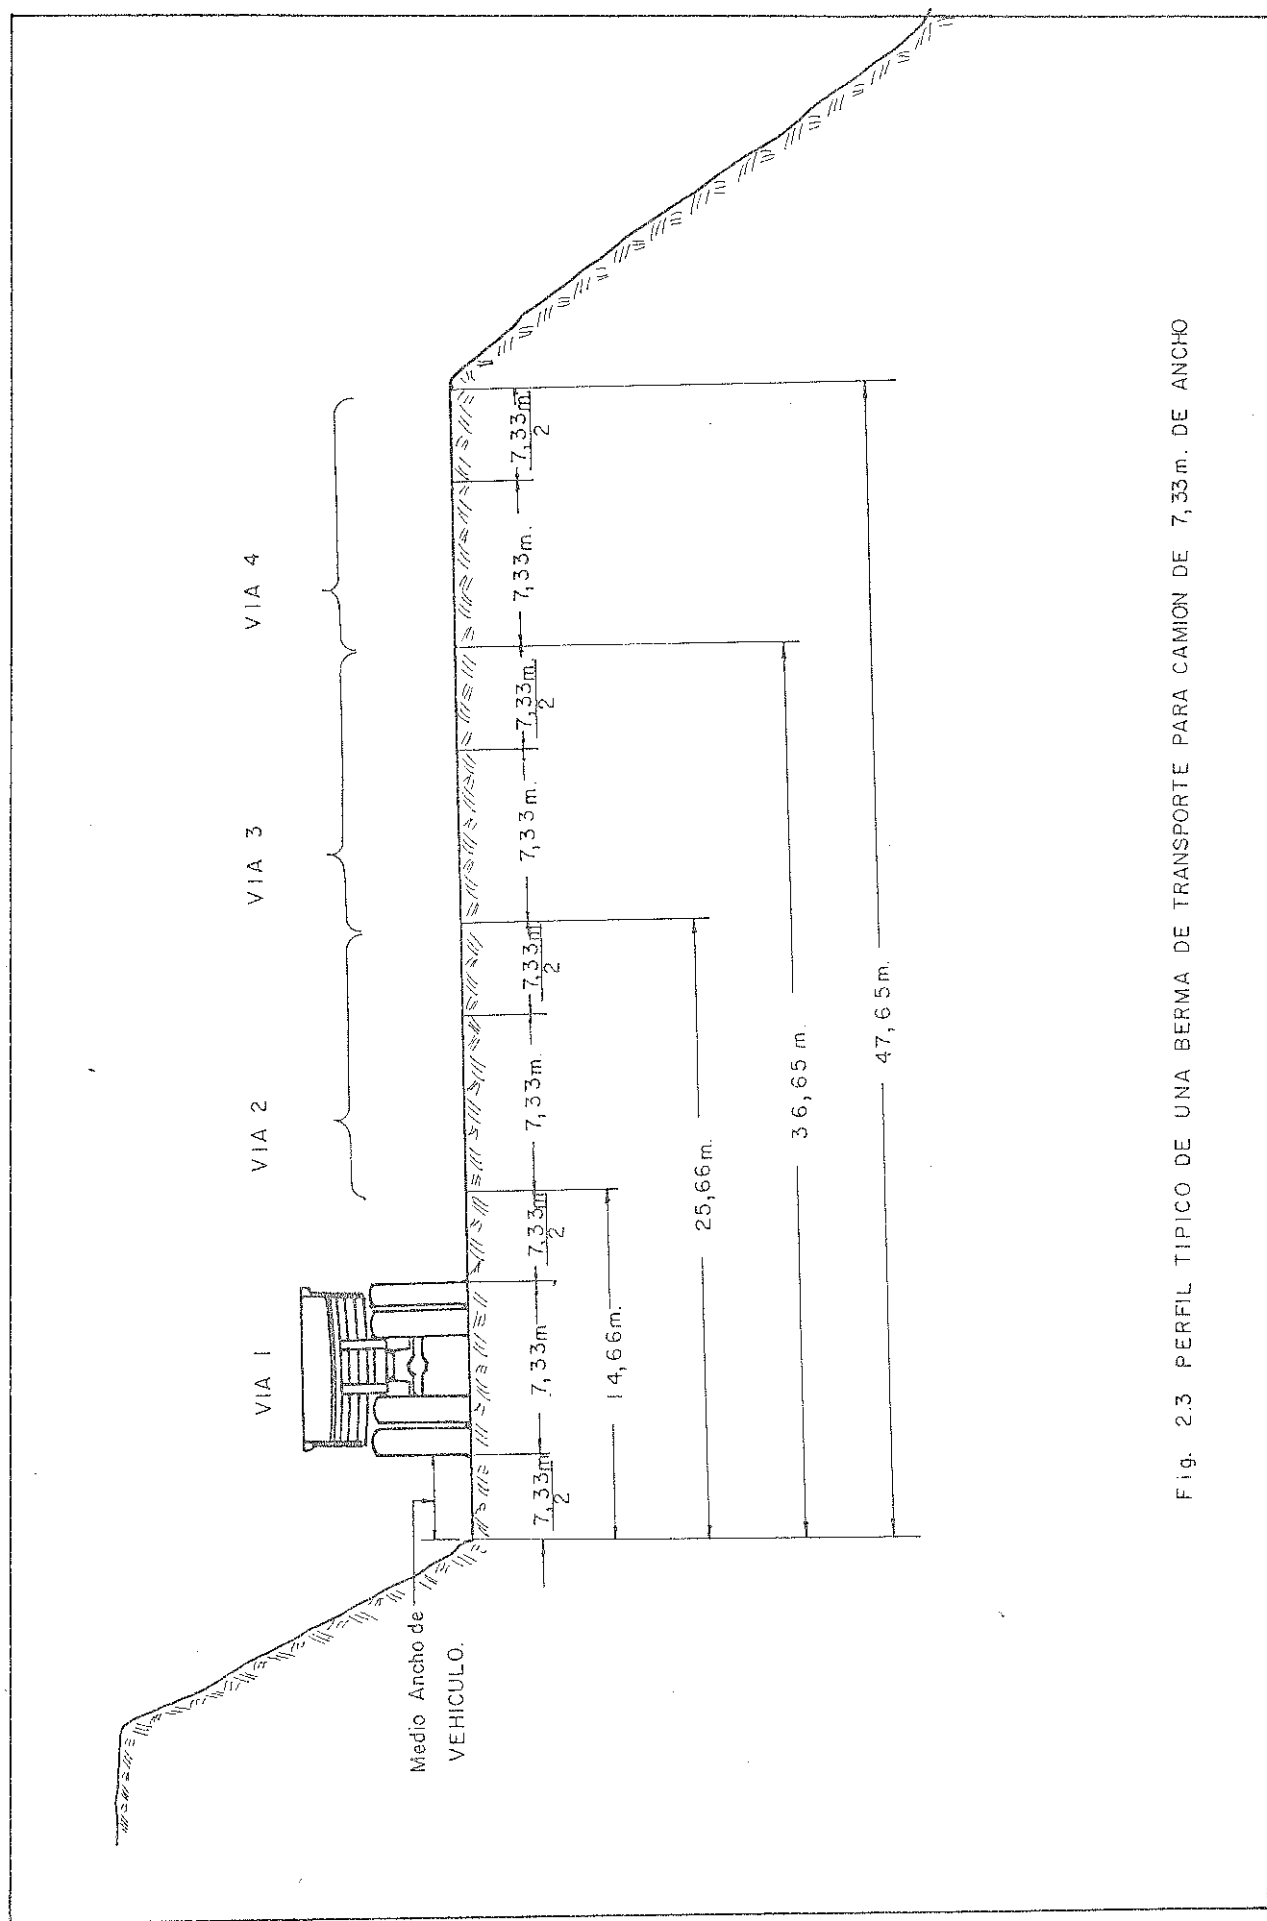 VIA 1
VIA 2
VIA 3
VIA 4
Medio Ancho de
VEHICULO.
7,33m
2
7,33m
7,33m
2
7,33m.
7,33m
2
7,33m.
7,33m
2
7,33m.
7,33m.
2
14,66m.
25,66m.
36,65m.
47,65m.
Fig. 2.3 PERFIL TIPICO DE UNA BERMA DE TRANSPORTE PARA CAMION DE 7,33m. DE ANCHO